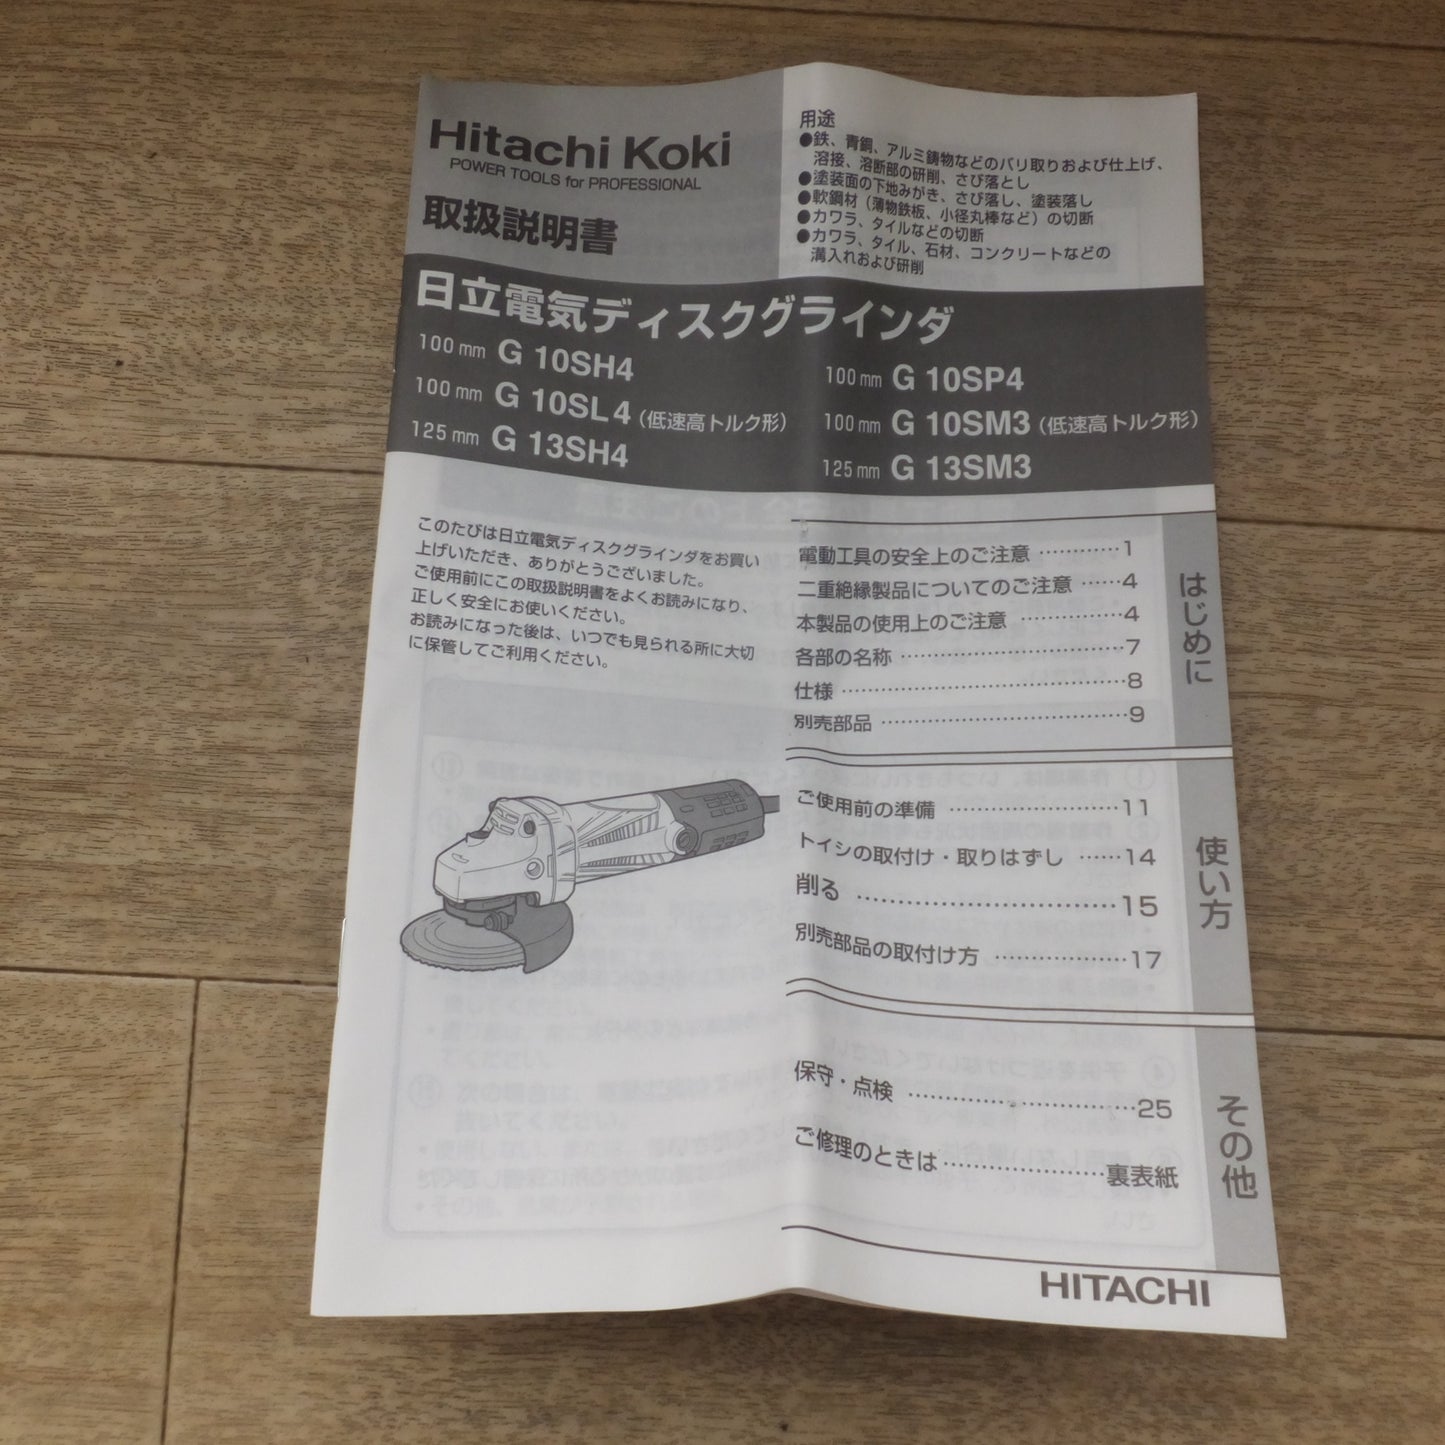 Hitachi Koki
POWER TOOLS for PROFESSIONAL
取扱説明書
用途
●鉄、青銅、アルミ鋳物などのバリ取りおよび仕上げ、
溶接、溶断部の研削、さび落とし
●塗装面の下地みがき、さび落し、塗装落し
●軟鋼材（薄物鉄板、小径丸棒など）の切断
●カワラ、タイルなどの切断
●カワラ、タイル、石材、コンクリートなどの
溝入れおよび研削
日立電気ディスクグラインダ
100 mm G 10SH4
100 mm G 10SL4（低速高トルク形）
125 mm G 13SH4
100 mm G 10SP4
100 mm G 10SM3（低速高トルク形）
125 mm G 13SM3
このたびは日立電気ディスクグラインダをお買い
上げいただき、ありがとうございました。
ご使用前にこの取扱説明書をよくお読みになり、
正しく安全にお使いください。
お読みになった後は、いつでも見られる所に大切
に保管してご利用ください。
はじめに
電動工具の安全上のご注意 …………1
二重絶縁製品についてのご注意 ……4
本製品の使用上のご注意 ……………4
各部の名称 ……………………………7
仕様 ……………………………………8
別売部品 ………………………………9
使い方
ご使用前の準備 ……………………11
トイシの取付け・取りはずし ……14
削る …………………………………15
別売部品の取付け方 ………………17
その他
保守・点検 …………………………25
ご修理のときは…………………裏表紙
HITACHI